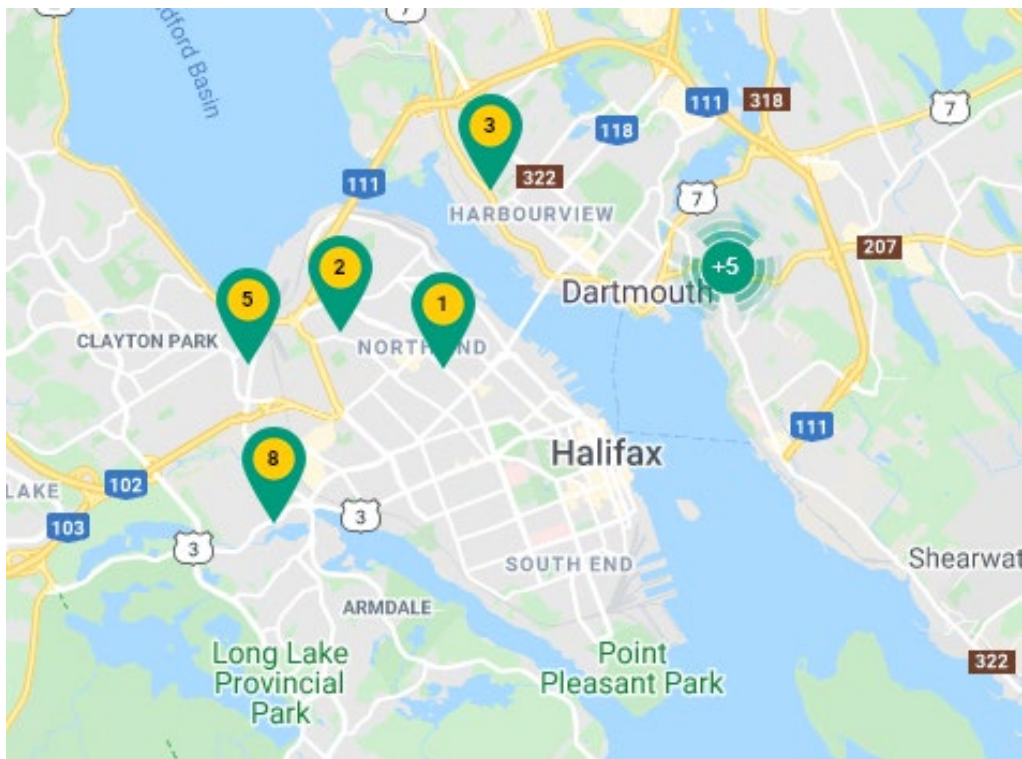 7
dford Basin
3
111
318
7
118
111
322
7
HARBOURVIEW
207
2
+5
Dartmouth
5
1
CLAYTON PARK
NORTH END
111
Halifax
8
102
LAKE
103
3
3
SOUTH END
Shearwat
ARMDALE
Long Lake
Provincial
Park
Point
Pleasant Park
322